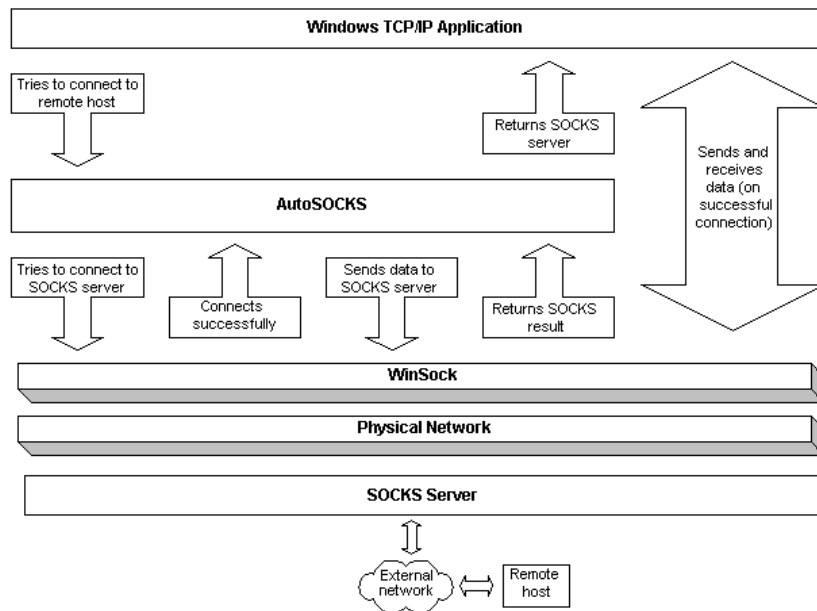 Windows TCP/IP Application
Tries to connect to
remote host
Returns SOCKS
server
Sends and
receives
data (on
successful
connection)
AutoSOCKS
Tries to connect to
SOCKS server
Connects
successfully
Sends data to
SOCKS server
Returns SOCKS
result
WinSock
Physical Network
SOCKS Server
External
network
Remote
host